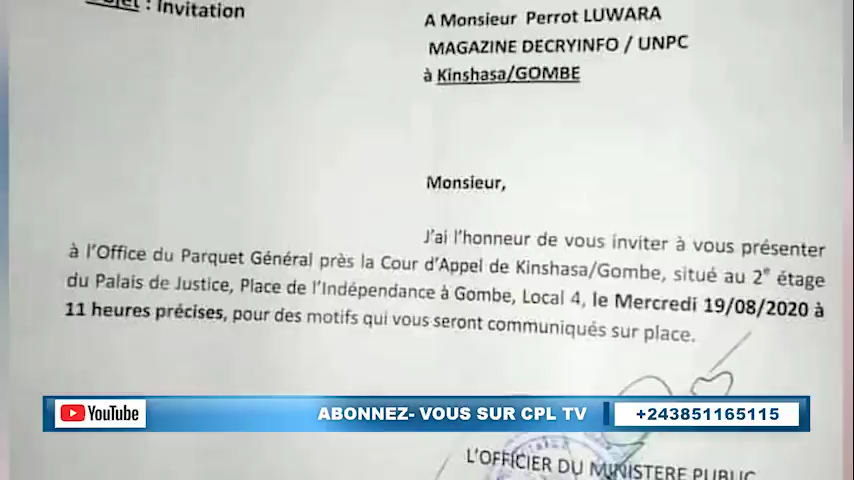 Objet : Invitation
A Monsieur Perrot LUWARA
MAGAZINE DECRYINFO / UNPC
à Kinshasa/GOMBE
Monsieur,
J'ai l'honneur de vous inviter à vous présenter
à l'Office du Parquet Général près la Cour d'Appel de Kinshasa/Gombe, situé au 2e étage
du Palais de Justice, Place de l'Indépendance à Gombe, Local 4, le Mercredi 19/08/2020 à
11 heures précises, pour des motifs qui vous seront communiqués sur place.
YouTube
ABONNEZ- VOUS SUR CPL TV
+243851165115
L'OFFICIER DU MINISTERE PUBLIC